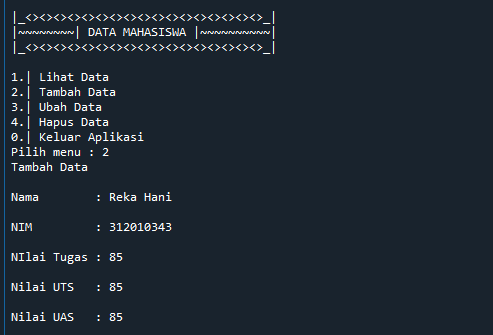 |_<><><><><><><><><><><><><><><><><>_|
|~~~~~~~~| DATA MAHASISWA |~~~~~~~~~~|
|_<><><><><><><><><><><><><><><><><>_|
1.| Lihat Data
2.| Tambah Data
3.| Ubah Data
4.| Hapus Data
0.| Keluar Aplikasi
Pilih menu : 2
Tambah Data
Nama        : Reka Hani
NIM         : 312010343
NIlai Tugas : 85
Nilai UTS   : 85
Nilai UAS   : 85